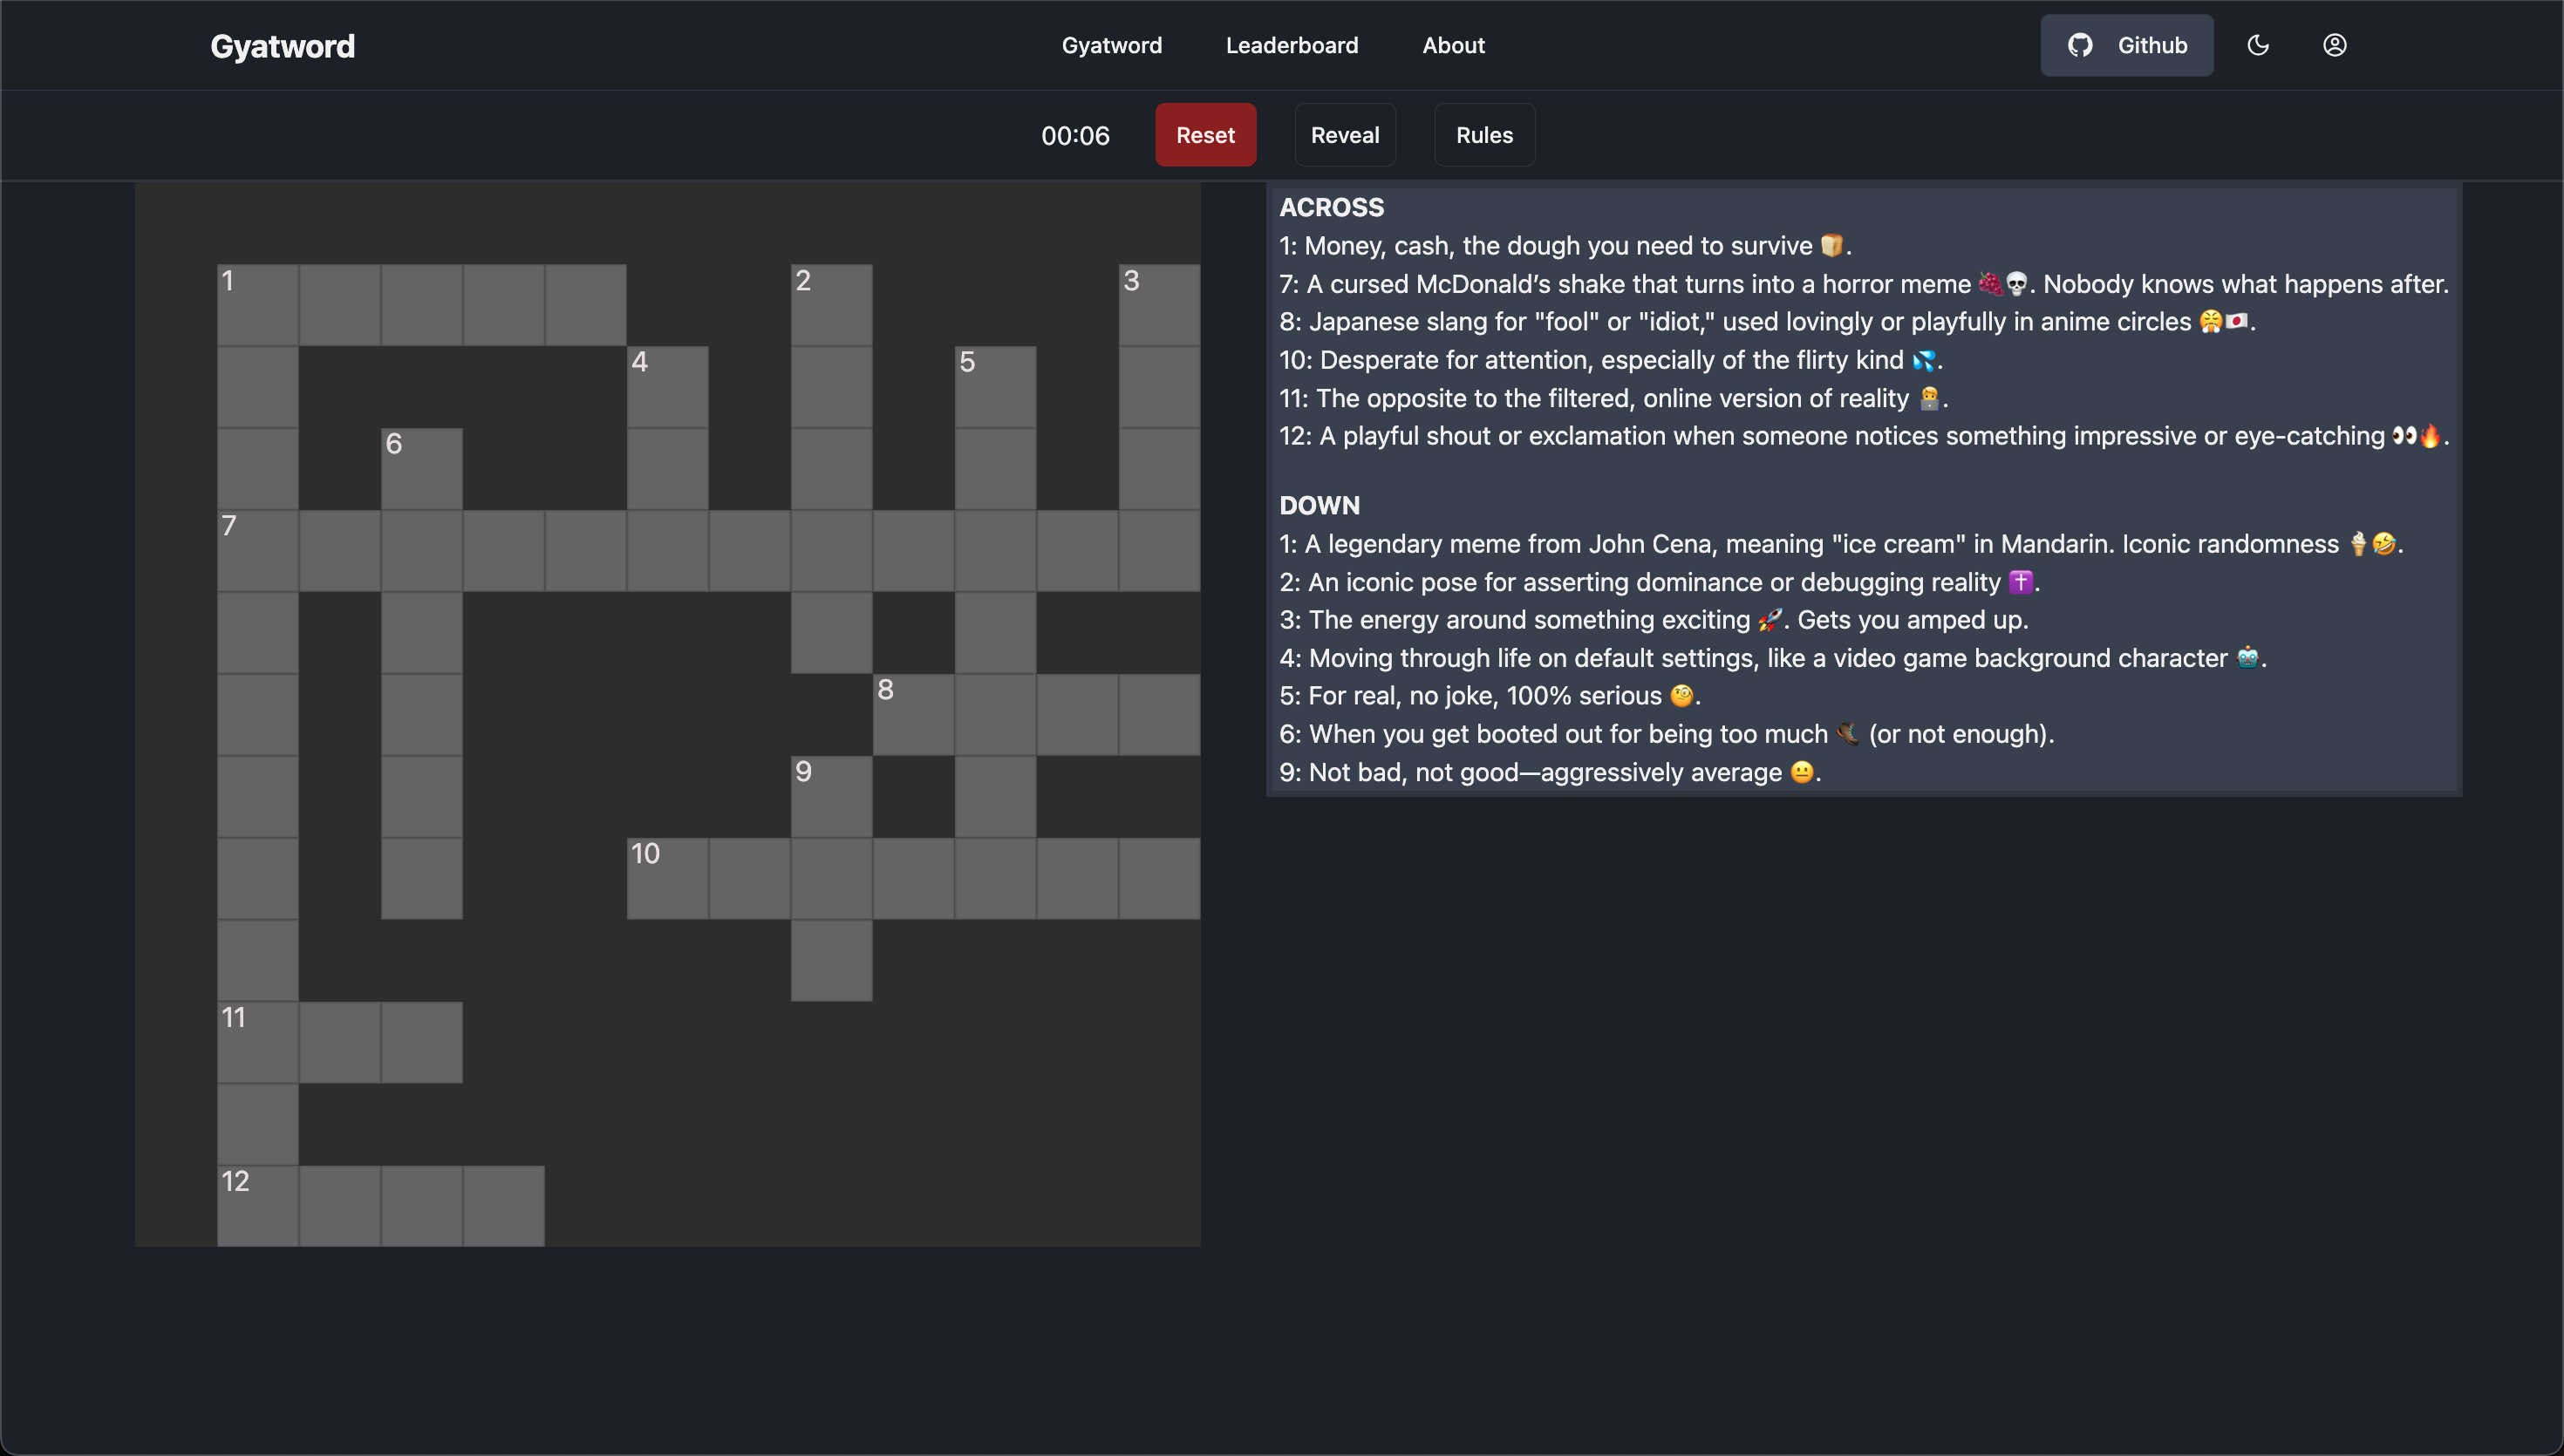 Gyatword
Gyatword Leaderboard About
Github
00:06 Reset Reveal Rules
1 2 3
4 5
6
7
8
9
10
11
12
ACROSS
1: Money, cash, the dough you need to survive 🍞.
7: A cursed McDonald’s shake that turns into a horror meme 🍇💀. Nobody knows what happens after.
8: Japanese slang for "fool" or "idiot," used lovingly or playfully in anime circles 😤🇯🇵.
10: Desperate for attention, especially of the flirty kind 💦.
11: The opposite to the filtered, online version of reality 🧑‍💻.
12: A playful shout or exclamation when someone notices something impressive or eye-catching 👀🔥.
DOWN
1: A legendary meme from John Cena, meaning "ice cream" in Mandarin. Iconic randomness 🍦🤣.
2: An iconic pose for asserting dominance or debugging reality ✝️.
3: The energy around something exciting 🚀. Gets you amped up.
4: Moving through life on default settings, like a video game background character 🤖.
5: For real, no joke, 100% serious 🧐.
6: When you get booted out for being too much 🥾 (or not enough).
9: Not bad, not good—aggressively average 😐.